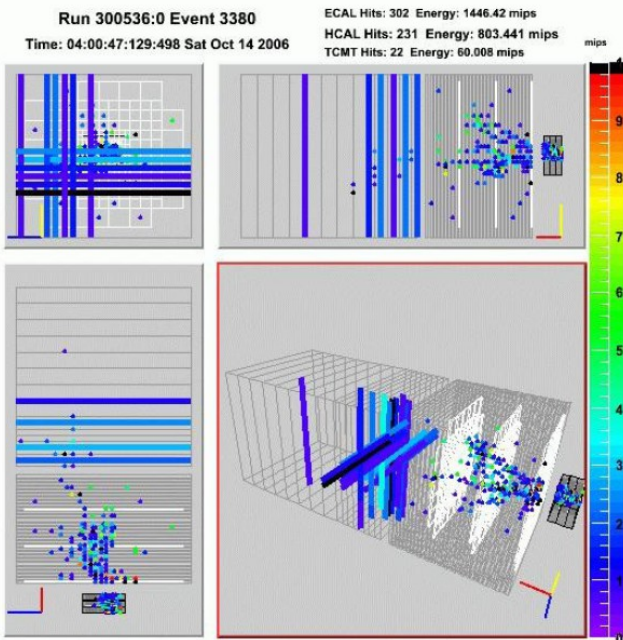 Run 300536:0 Event 3380
Time: 04:00:47:129:498 Sat Oct 14 2006
ECAL Hits: 302 Energy: 1446.42 mips
HCAL Hits: 231 Energy: 803.441 mips
TCMT Hits: 22 Energy: 60.008 mips
mips
9
8
7
6
5
4
3
2
1